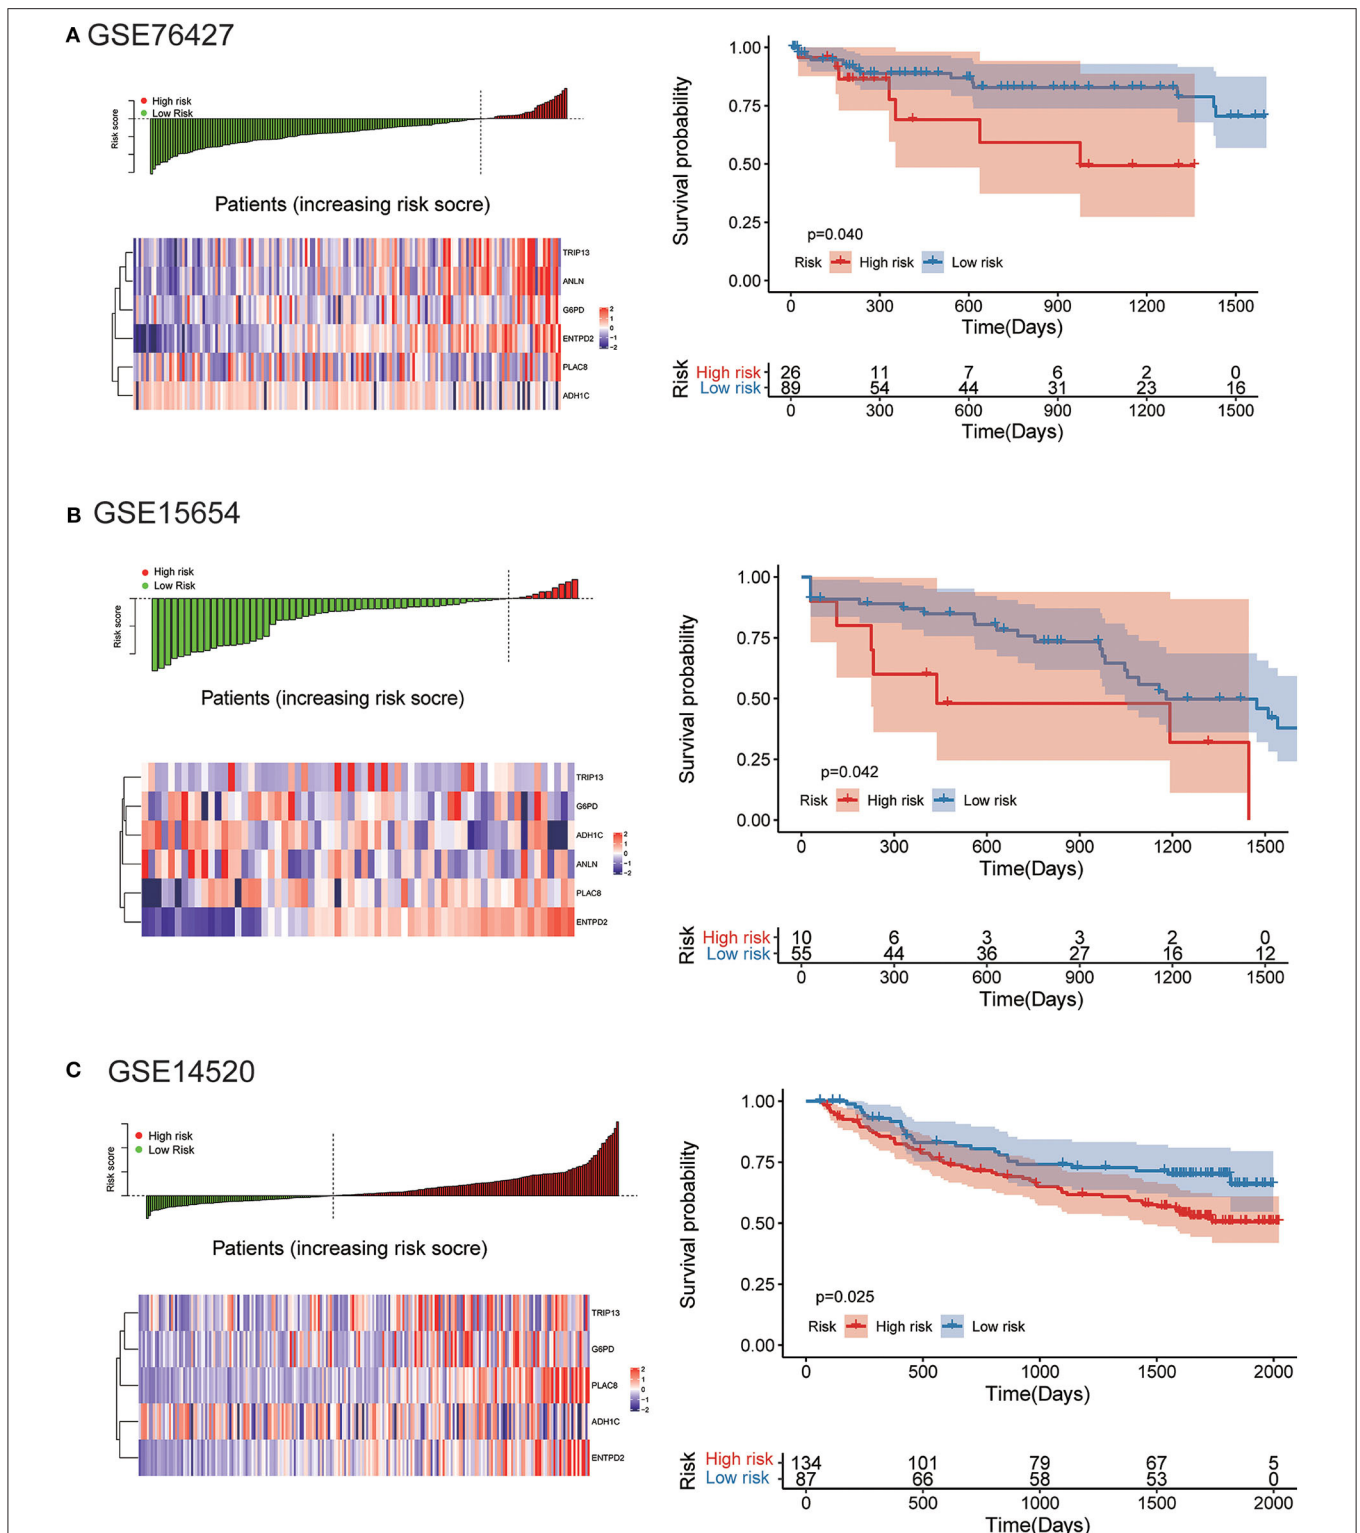 A GSE76427
High risk
Low Risk
Risk score
Patients (increasing risk socre)
TRIP13
ANLN
G6PD
ENTPD2
PLAC8
ADH1C
2
1
0
−1
−2
Survival probability
1.00
0.75
0.50
0.25
0.00
p=0.040
Risk High risk Low risk
0 300 600 900 1200 1500
Time(Days)
Risk
High risk 26 11 7 6 2 0
Low risk 89 54 44 31 23 16
0 300 600 900 1200 1500
Time(Days)
B GSE15654
High risk
Low Risk
Risk score
Patients (increasing risk socre)
TRIP13
G6PD
ADH1C
ANLN
PLAC8
ENTPD2
2
1
0
−1
−2
Survival probability
1.00
0.75
0.50
0.25
0.00
p=0.042
Risk High risk Low risk
0 300 600 900 1200 1500
Time(Days)
Risk
High risk 10 6 3 3 2 0
Low risk 55 44 36 27 16 12
0 300 600 900 1200 1500
Time(Days)
C GSE14520
High risk
Low Risk
Risk score
Patients (increasing risk socre)
TRIP13
G6PD
PLAC8
ADH1C
ENTPD2
2
1
0
−1
−2
Survival probability
1.00
0.75
0.50
0.25
0.00
p=0.025
Risk High risk Low risk
0 500 1000 1500 2000
Time(Days)
Risk
High risk 134 101 79 67 5
Low risk 87 66 58 53 0
0 500 1000 1500 2000
Time(Days)